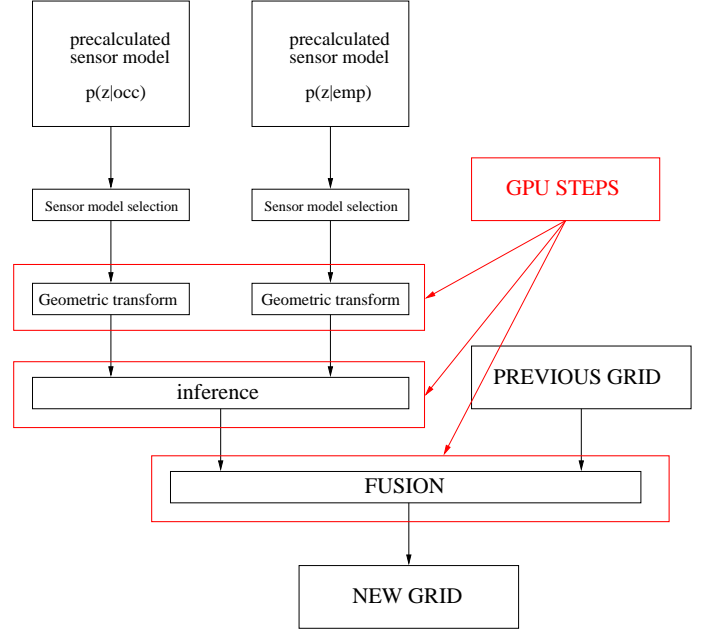 precalculated
sensor model
p(z|occ)
precalculated
sensor model
p(z|emp)
Sensor model selection
Sensor model selection
GPU STEPS
Geometric transform
Geometric transform
inference
PREVIOUS GRID
FUSION
NEW GRID